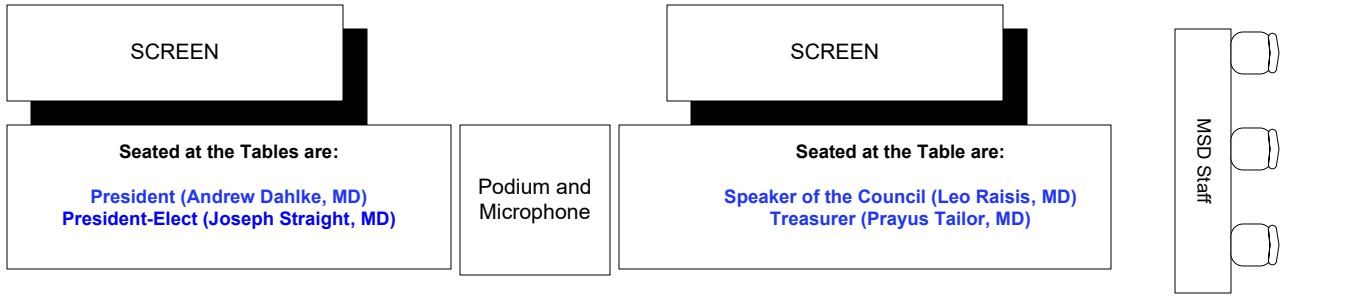 SCREEN
SCREEN
Seated at the Tables are:
President (Andrew Dahlke, MD)
President-Elect (Joseph Straight, MD)
Podium and
Microphone
Seated at the Table are:
Speaker of the Council (Leo Raisis, MD)
Treasurer (Prayus Tailor, MD)
MSD Staff